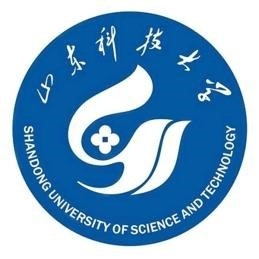 山东科技大学
SHANDONG UNIVERSITY OF SCIENCE AND TECHNOLOGY